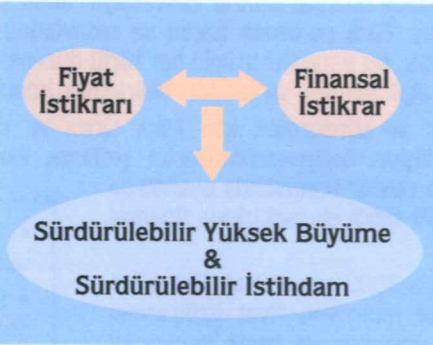 Fiyat
İstikrarı
Finansal
İstikrar
Sürdürülebilir Yüksek Büyüme
&
Sürdürülebilir İstihdam